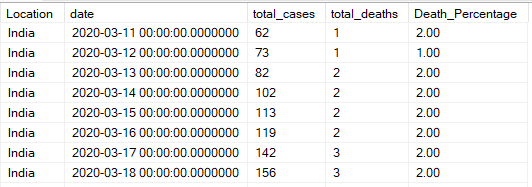 Location date total_cases total_deaths Death_Percentage
India 2020-03-11 00:00:00.0000000 62 1 2.00
India 2020-03-12 00:00:00.0000000 73 1 1.00
India 2020-03-13 00:00:00.0000000 82 2 2.00
India 2020-03-14 00:00:00.0000000 102 2 2.00
India 2020-03-15 00:00:00.0000000 113 2 2.00
India 2020-03-16 00:00:00.0000000 119 2 2.00
India 2020-03-17 00:00:00.0000000 142 3 2.00
India 2020-03-18 00:00:00.0000000 156 3 2.00